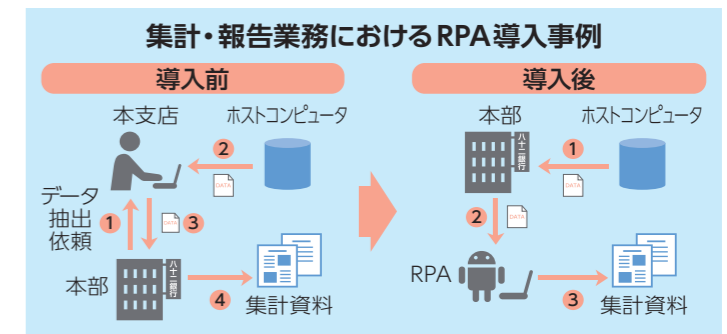 集計・報告業務におけるRPA導入事例
導入前
本支店
ホストコンピュータ
2
DATA
データ
抽出
依頼
1
DATA
3
本部
八十二銀行
4
集計資料
導入後
本部
ホストコンピュータ
八十二銀行
1
DATA
2
DATA
RPA
3
集計資料